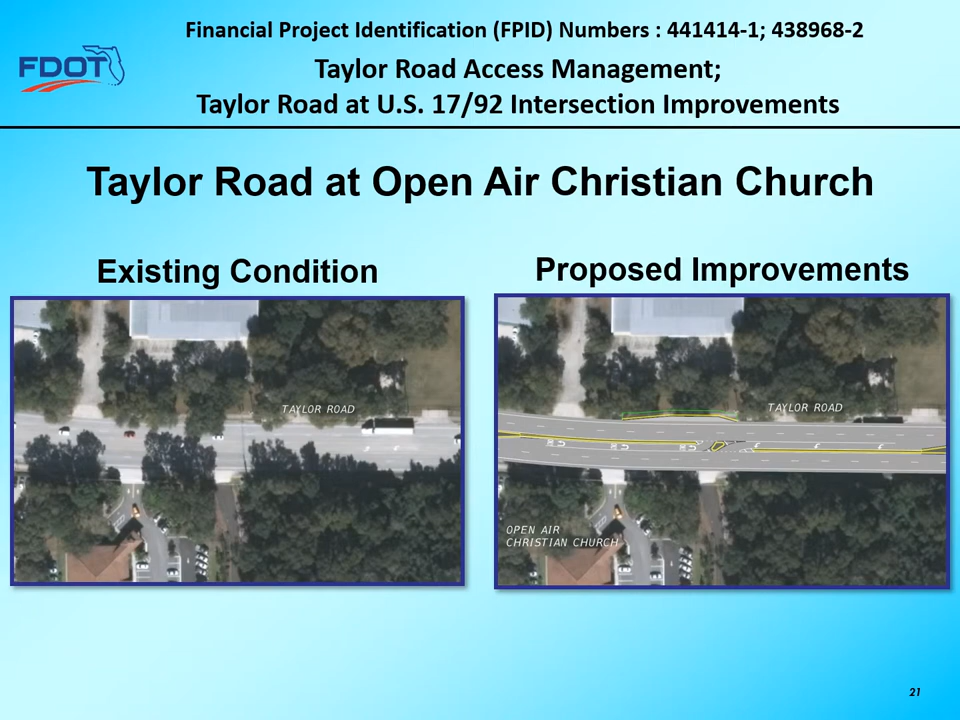 Financial Project Identification (FPID) Numbers : 441414-1; 438968-2
FDOT
Taylor Road Access Management;
Taylor Road at U.S. 17/92 Intersection Improvements
Taylor Road at Open Air Christian Church
Existing Condition
Proposed Improvements
TAYLOR ROAD
TAYLOR ROAD
OPEN AIR
CHRISTIAN CHURCH
21